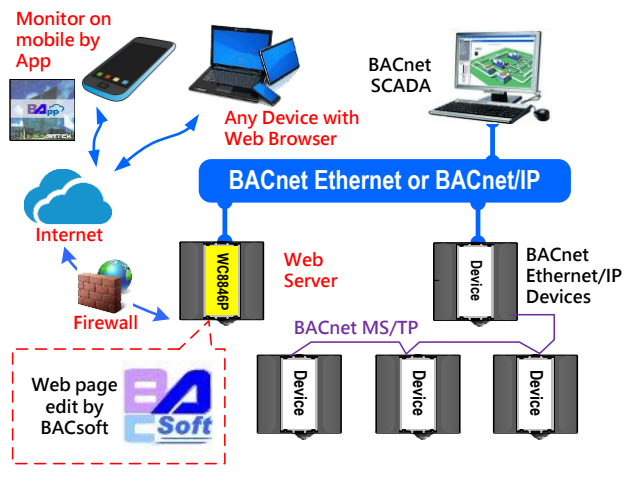 Monitor on
mobile by
App
BApp
Any Device with
Web Browser
BACnet
SCADA
BACnet Ethernet or BACnet/IP
Internet
Firewall
WC8846P
Web
Server
Device
BACnet
Ethernet/IP
Devices
BACnet MS/TP
Web page
edit by
BACsoft
BAC
Soft
Device
Device
Device